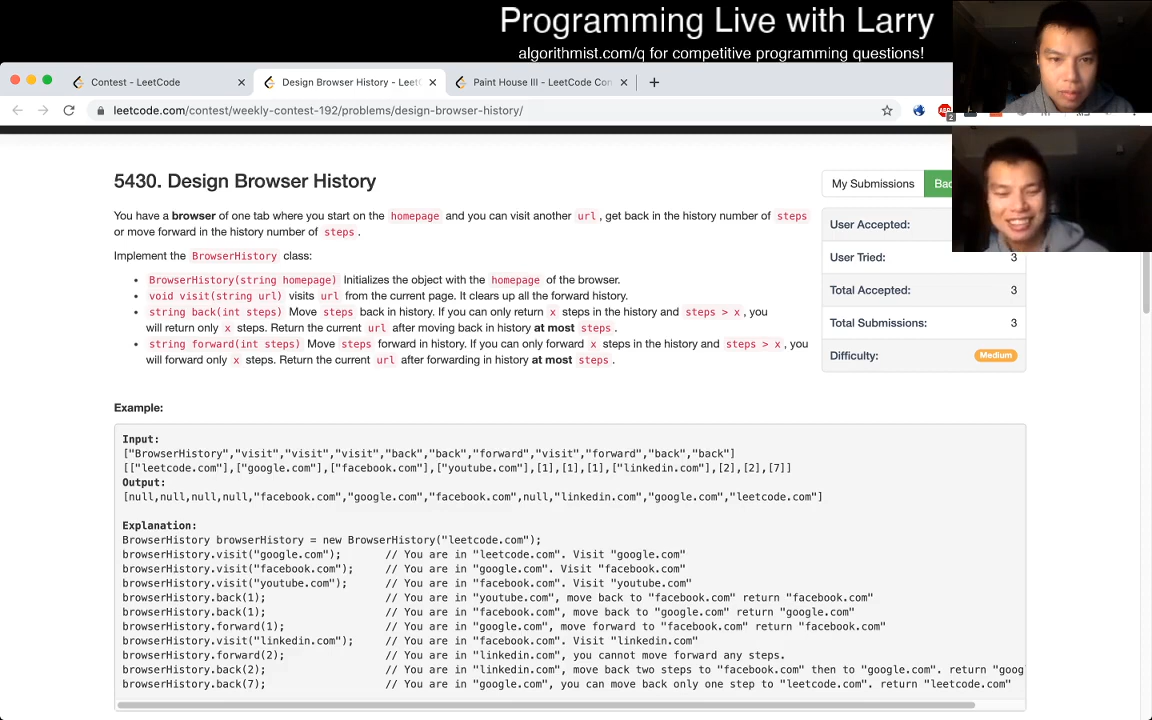 Programming Live with Larry
algorithmist.com/q for competitive programming questions!
Contest - LeetCode
Design Browser History - LeetC
Paint House III - LeetCode Con
leetcode.com/contest/weekly-contest-192/problems/design-browser-history/
5430. Design Browser History
My Submissions
Bac
You have a browser of one tab where you start on the homepage and you can visit another url , get back in the history number of steps
or move forward in the history number of steps .
Implement the BrowserHistory class:
• BrowserHistory(string homepage) Initializes the object with the homepage of the browser.
• void visit(string url) visits url from the current page. It clears up all the forward history.
• string back(int steps) Move steps back in history. If you can only return x steps in the history and steps > x , you
will return only x steps. Return the current url after moving back in history at most steps .
• string forward(int steps) Move steps forward in history. If you can only forward x steps in the history and steps > x , you
will forward only x steps. Return the current url after forwarding in history at most steps .
User Accepted:
User Tried: 3
Total Accepted: 3
Total Submissions: 3
Difficulty: Medium
Example:
Input:
["BrowserHistory","visit","visit","visit","back","back","forward","visit","forward","back","back"]
[["leetcode.com"],["google.com"],["facebook.com"],["youtube.com"],[1],[1],[1],["linkedin.com"],[2],[2],[7]]
Output:
[null,null,null,null,"facebook.com","google.com","facebook.com",null,"linkedin.com","google.com","leetcode.com"]
Explanation:
BrowserHistory browserHistory = new BrowserHistory("leetcode.com");
browserHistory.visit("google.com"); // You are in "leetcode.com". Visit "google.com"
browserHistory.visit("facebook.com"); // You are in "google.com". Visit "facebook.com"
browserHistory.visit("youtube.com"); // You are in "facebook.com". Visit "youtube.com"
browserHistory.back(1); // You are in "youtube.com", move back to "facebook.com" return "facebook.com"
browserHistory.back(1); // You are in "facebook.com", move back to "google.com" return "google.com"
browserHistory.forward(1); // You are in "google.com", move forward to "facebook.com" return "facebook.com"
browserHistory.visit("linkedin.com"); // You are in "facebook.com". Visit "linkedin.com"
browserHistory.forward(2); // You are in "linkedin.com", you cannot move forward any steps.
browserHistory.back(2); // You are in "linkedin.com", move back two steps to "facebook.com" then to "google.com". return "goog
browserHistory.back(7); // You are in "google.com", you can move back only one step to "leetcode.com". return "leetcode.com"